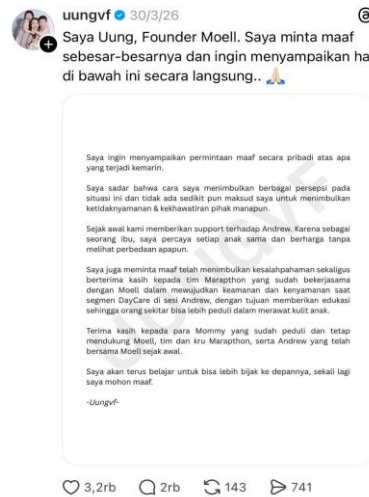 uungvf 30/3/26
Saya Uung, Founder Moell. Saya minta maaf
sebesar-besarnya dan ingin menyampaikan ha
di bawah ini secara langsung.. 🙏🏻
Saya ingin menyampaikan permintaan maaf secara pribadi atas apa
yang terjadi kemarin.
Saya sadar bahwa cara saya menimbulkan berbagai persepsi pada
situasi ini dan tidak ada sedikit pun maksud saya untuk menimbulkan
ketidaknyamanan & kekhawatiran pihak manapun.
Sejak awal kami memberikan support terhadap Andrew. Karena sebagai
seorang ibu, saya percaya setiap anak sama dan berharga tanpa
melihat perbedaan apapun.
Saya juga meminta maaf telah menimbulkan kesalahpahaman sekaligus
berterima kasih kepada tim Marapthon yang sudah bekerjasama
dengan Moell dalam mewujudkan keamanan dan kenyamanan saat
segmen DayCare di sesi Andrew, dengan tujuan memberikan edukasi
sehingga orang sekitar bisa lebih peduli dalam merawat kulit anak.
Terima kasih kepada para Mommy yang sudah peduli dan tetap
mendukung Moell, tim dan kru Marapthon, serta Andrew yang telah
bersama Moell sejak awal.
Saya akan terus belajar untuk bisa lebih bijak ke depannya, sekali lagi
saya mohon maaf.
-Uungvf-
UUNGVF
3,2rb 2rb 143 741